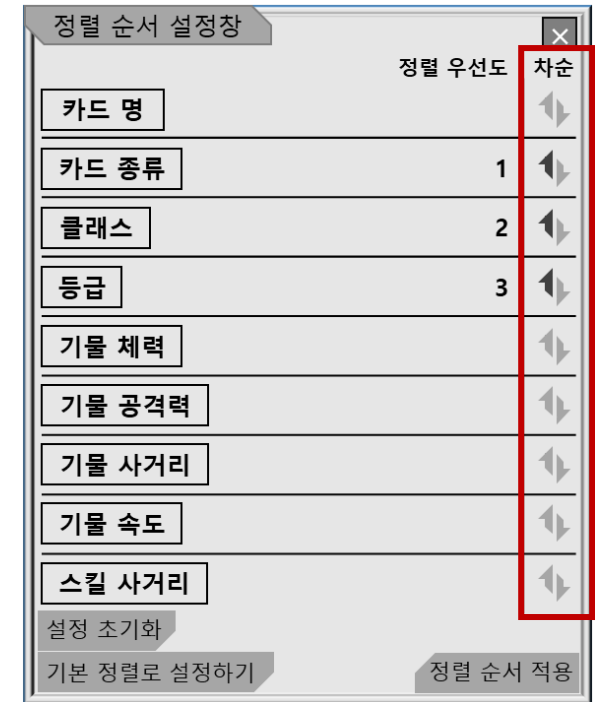 정렬 순서 설정창
정렬 우선도 차순
카드 명
카드 종류 1
클래스 2
등급 3
기물 체력
기물 공격력
기물 사거리
기물 속도
스킬 사거리
설정 초기화
기본 정렬로 설정하기 정렬 순서 적용